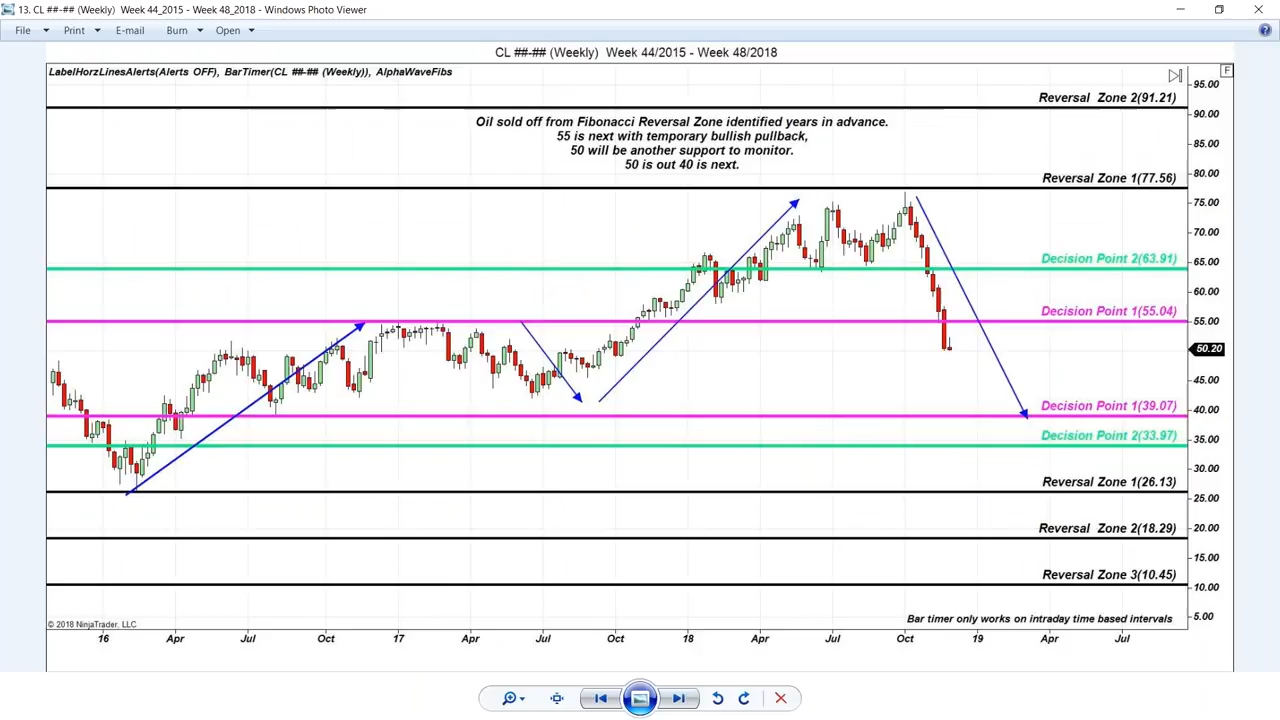 13. CL ##-## (Weekly)  Week 44_2015 - Week 48_2018 - Windows Photo Viewer
File Print E-mail Burn Open
CL ##-## (Weekly)  Week 44/2015 - Week 48/2018
LabelHorzLinesAlerts(Alerts OFF), BarTimer(CL ##-## (Weekly)), AlphaWaveFibs
F
95.00
Reversal Zone 2(91.21)
90.00
Oil sold off from Fibonacci Reversal Zone identified years in advance.
55 is next with temporary bullish pullback,
50 will be another support to monitor.
50 is out 40 is next.
85.00
80.00
Reversal Zone 1(77.56)
75.00
70.00
65.00
Decision Point 2(63.91)
60.00
Decision Point 1(55.04)
55.00
50.20
45.00
40.00
Decision Point 1(39.07)
35.00
Decision Point 2(33.97)
30.00
Reversal Zone 1(26.13)
25.00
20.00
Reversal Zone 2(18.29)
Reversal Zone 3(10.45)
10.00
5.00
Bar timer only works on intraday time based intervals
© 2018 NinjaTrader, LLC
16 Apr Jul Oct 17 Apr Jul Oct 18 Apr Jul Oct 19 Apr Jul